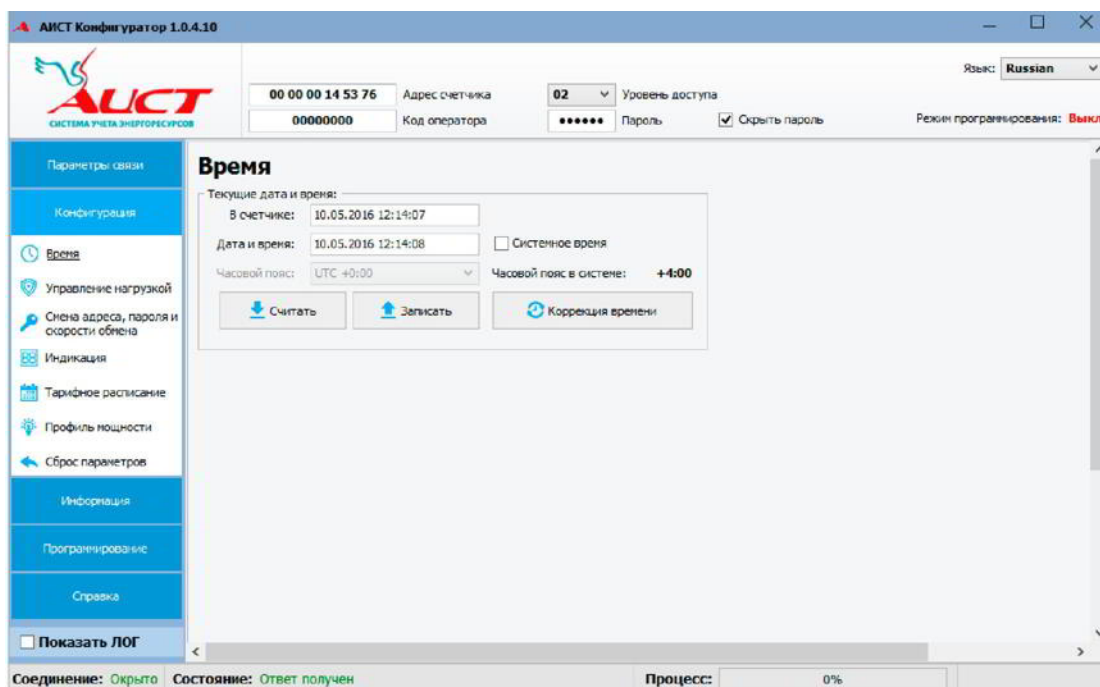 АИСТ Конфигуратор 1.0.4.10
АИСТ
СИСТЕМА УЧЕТА ЭНЕРГОРЕСУРСОВ
00 00 00 14 53 76 Адрес счетчика 02 Уровень доступа
00000000 Код оператора •••••• Пароль Скрыть пароль
Язык: Russian
Режим программирования: Выкл
Параметры связи
Конфигурация
Время
Управление нагрузкой
Смена адреса, пароля и
скорости обмена
Индикация
Тарифное расписание
Профиль мощности
Сброс параметров
Информация
Программирование
Справка
Показать ЛОГ
Время
Текущие дата и время:
В счетчике: 10.05.2016 12:14:07
Дата и время: 10.05.2016 12:14:08 Системное время
Часовой пояс: UTC +0:00 Часовой пояс в системе: +4:00
Считать Записать Коррекция времени
Соединение: Окрыто Состояние: Ответ получен Процесс: 0%